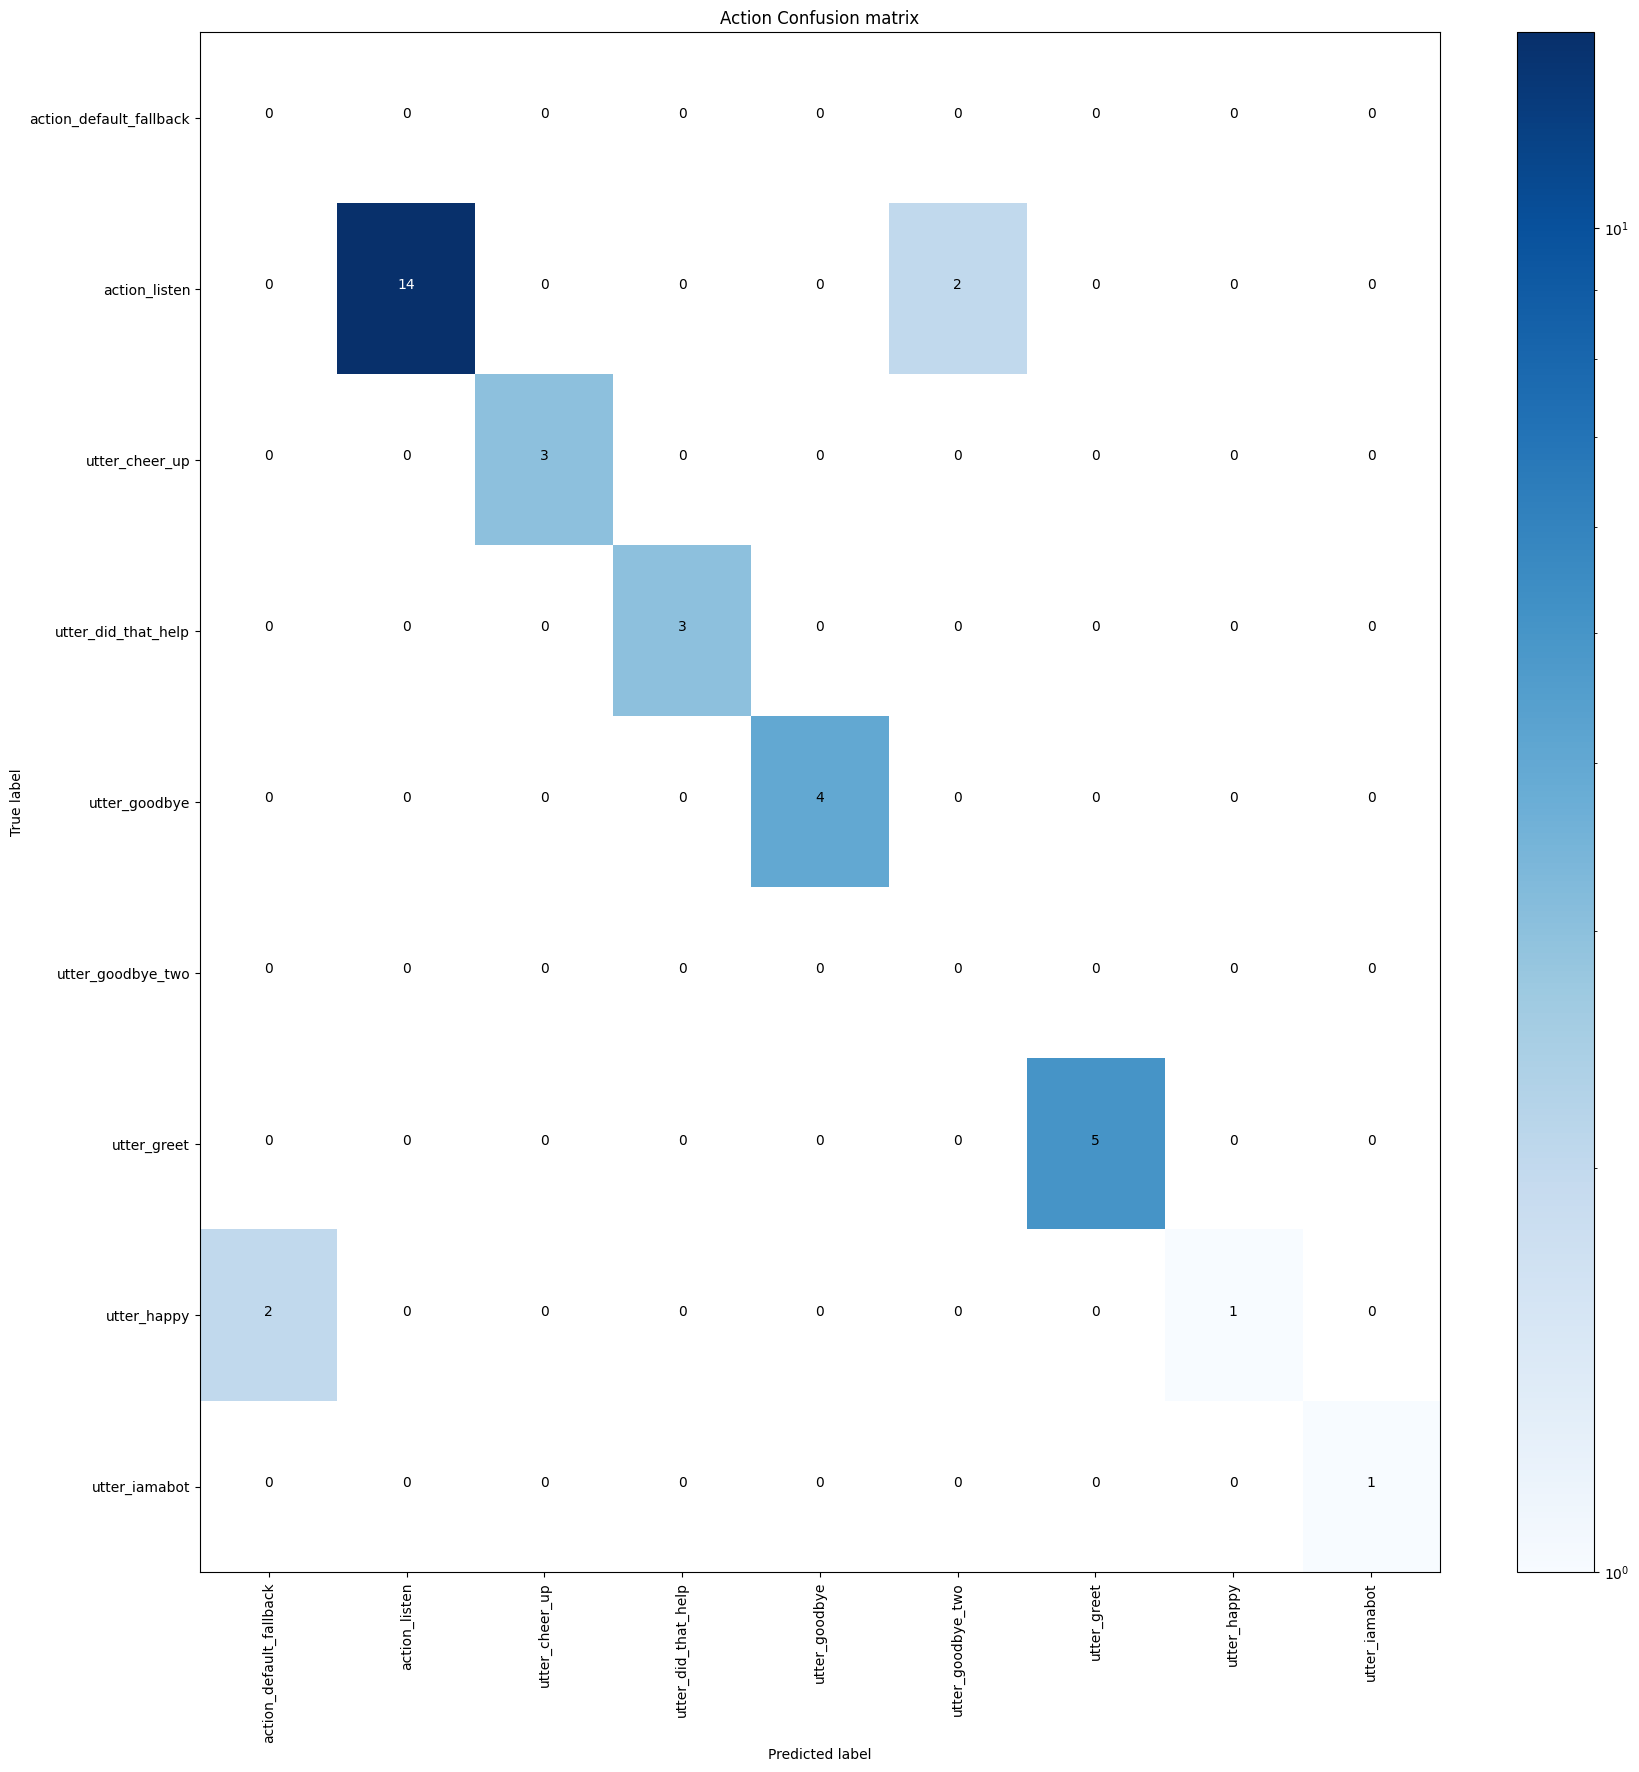 Action Confusion matrix
action_default_fallback 0 0 0 0 0 0 0 0 0
action_listen 0 14 0 0 0 2 0 0 0
utter_cheer_up 0 0 3 0 0 0 0 0 0
utter_did_that_help 0 0 0 3 0 0 0 0 0
utter_goodbye 0 0 0 0 4 0 0 0 0
utter_goodbye_two 0 0 0 0 0 0 0 0 0
utter_greet 0 0 0 0 0 0 5 0 0
utter_happy 2 0 0 0 0 0 0 1 0
utter_iamabot 0 0 0 0 0 0 0 0 1
True label
action_default_fallback
action_listen
utter_cheer_up
utter_did_that_help
utter_goodbye
utter_goodbye_two
utter_greet
utter_happy
utter_iamabot
Predicted label
10¹
10⁰